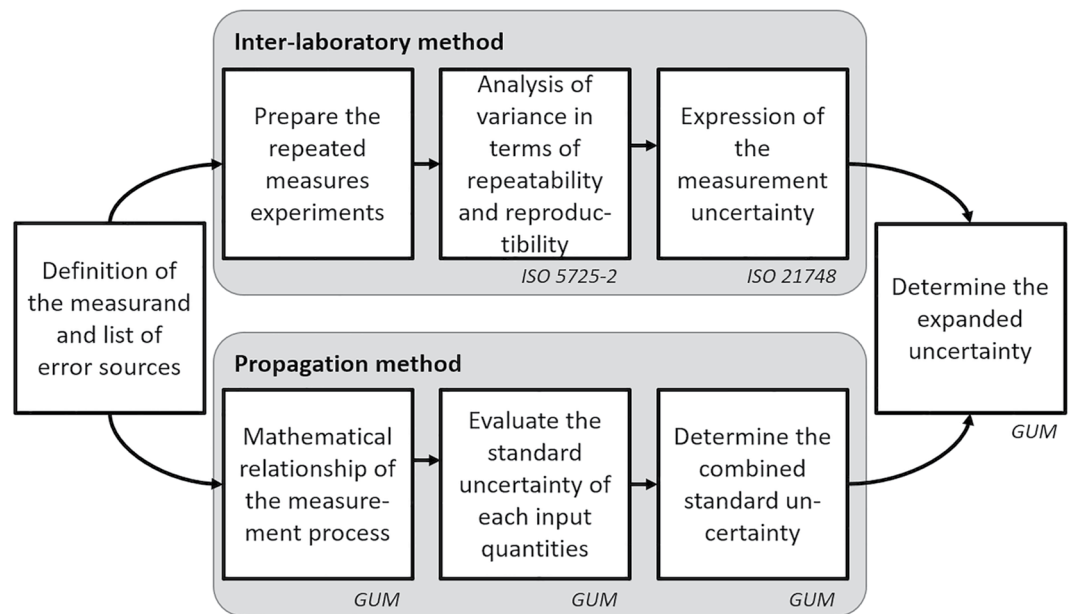 Inter-laboratory method
Prepare the
repeated
measures
experiments
Analysis of
variance in
terms of
repeatability
and reproduc-
tibility
ISO 5725-2
Expression of
the
measurement
uncertainty
ISO 21748
Definition of
the measurand
and list of
error sources
Propagation method
Mathematical
relationship of
the measure-
ment process
GUM
Evaluate the
standard
uncertainty of
each input
quantities
GUM
Determine the
combined
standard un-
certainty
GUM
Determine the
expanded
uncertainty
GUM